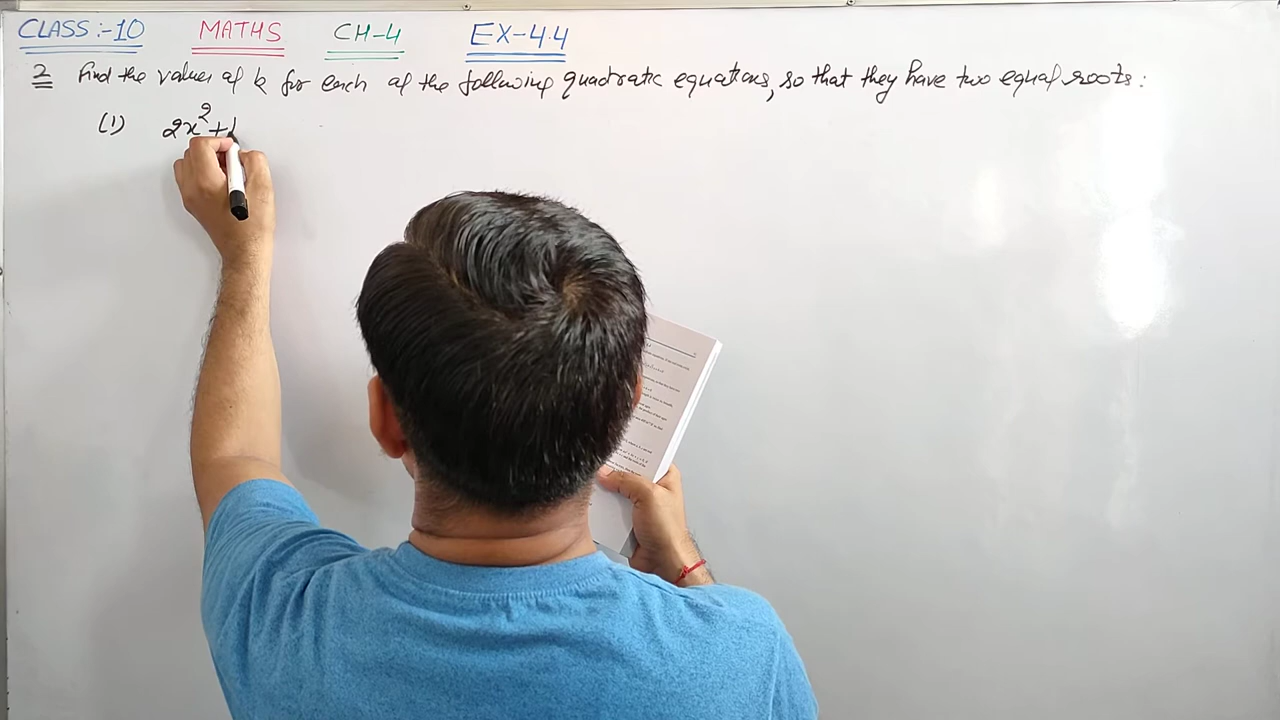 CLASS:-10 MATHS CH-4 EX-4.4
2 Find the values of k for each of the following quadratic equations, so that they have two equal roots:
(1) 2x²+